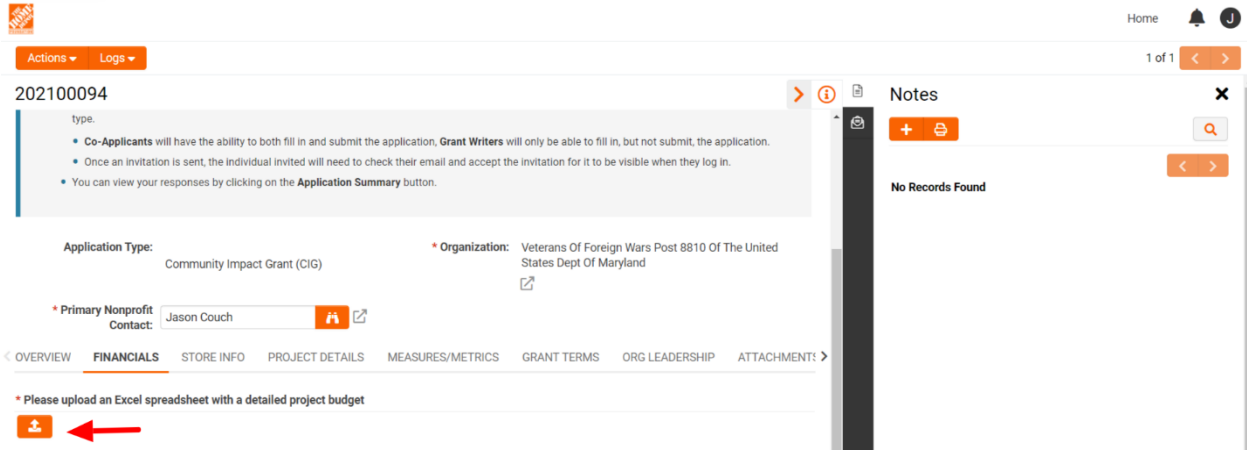 THE HOME DEPOT
Home
J
Actions
Logs
1 of 1
202100094
type.
Co-Applicants will have the ability to both fill in and submit the application, Grant Writers will only be able to fill in, but not submit, the application.
Once an invitation is sent, the individual invited will need to check their email and accept the invitation for it to be visible when they log in.
You can view your responses by clicking on the Application Summary button.
Application Type:
Community Impact Grant (CIG)
* Organization:
Veterans Of Foreign Wars Post 8810 Of The United
States Dept Of Maryland
* Primary Nonprofit
Contact:
Jason Couch
OVERVIEW
FINANCIALS
STORE INFO
PROJECT DETAILS
MEASURES/METRICS
GRANT TERMS
ORG LEADERSHIP
ATTACHMENTS
* Please upload an Excel spreadsheet with a detailed project budget
Notes
No Records Found